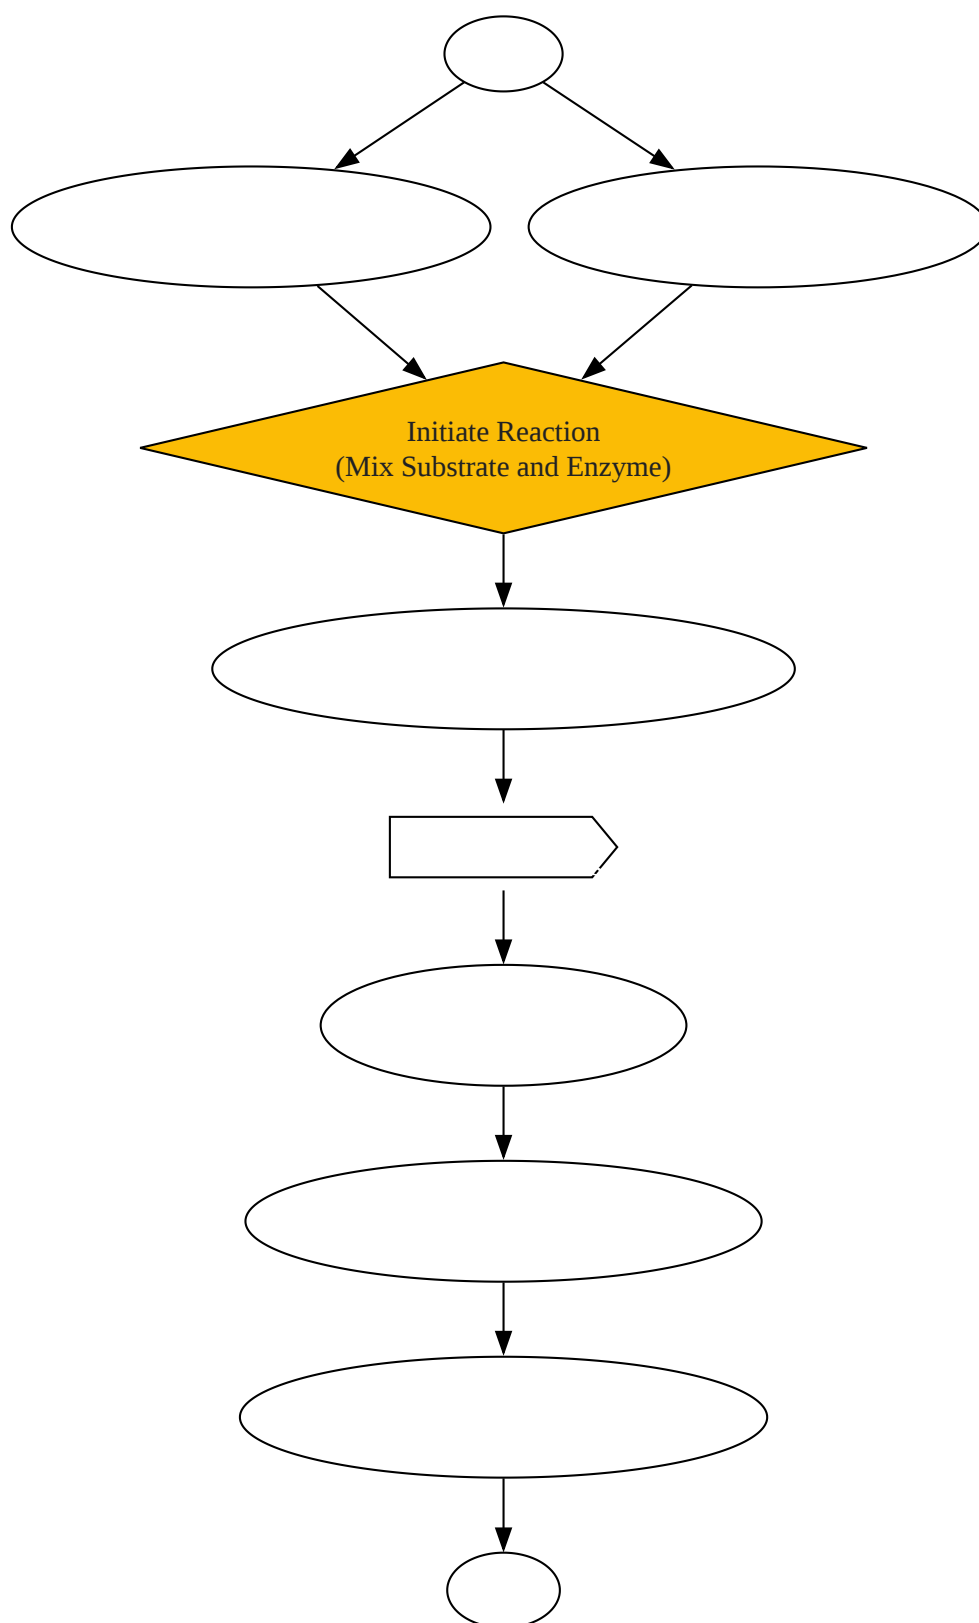 Initiate Reaction
(Mix Substrate and Enzyme)